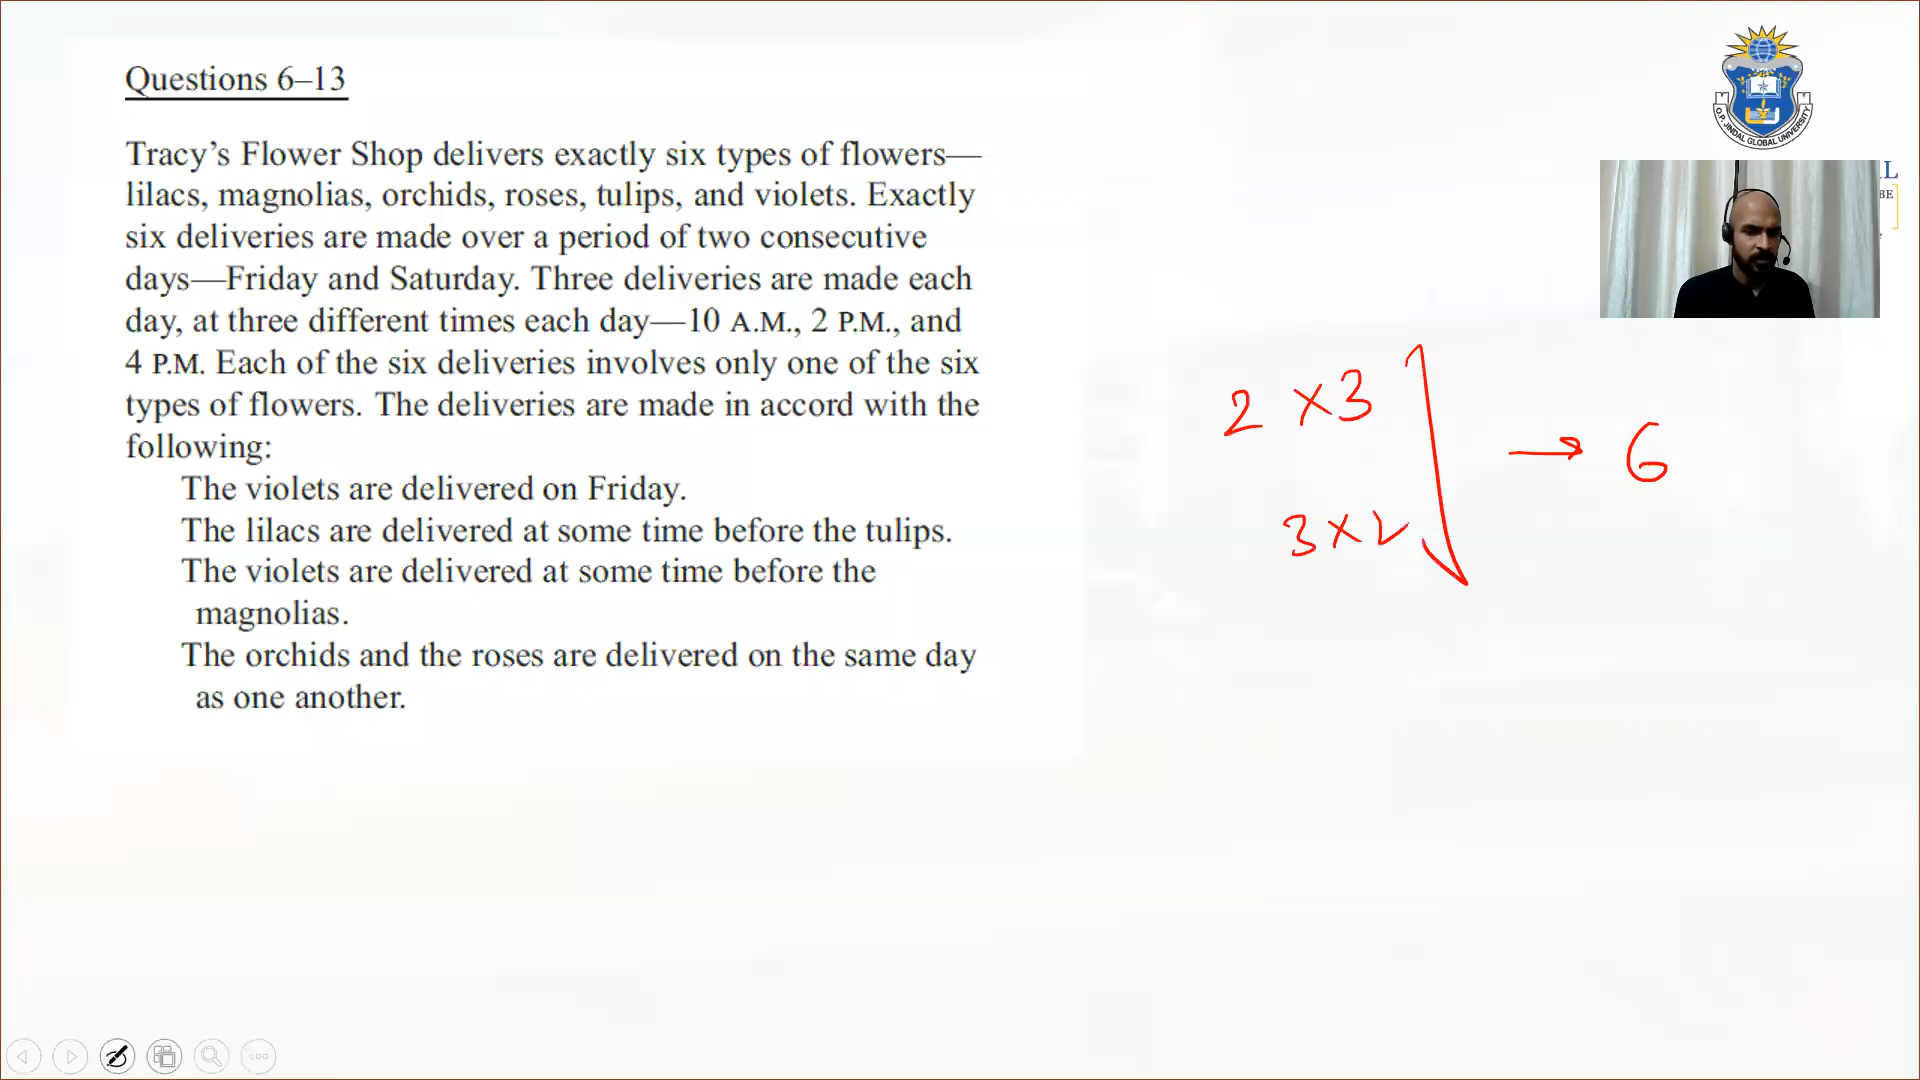 Questions 6–13
Tracy’s Flower Shop delivers exactly six types of flowers—
lilacs, magnolias, orchids, roses, tulips, and violets. Exactly
six deliveries are made over a period of two consecutive
days—Friday and Saturday. Three deliveries are made each
day, at three different times each day—10 A.M., 2 P.M., and
4 P.M. Each of the six deliveries involves only one of the six
types of flowers. The deliveries are made in accord with the
following:
The violets are delivered on Friday.
The lilacs are delivered at some time before the tulips.
The violets are delivered at some time before the
magnolias.
The orchids and the roses are delivered on the same day
as one another.
2 × 3
→ 6
3 × 2
O.P. JINDAL GLOBAL UNIVERSITY